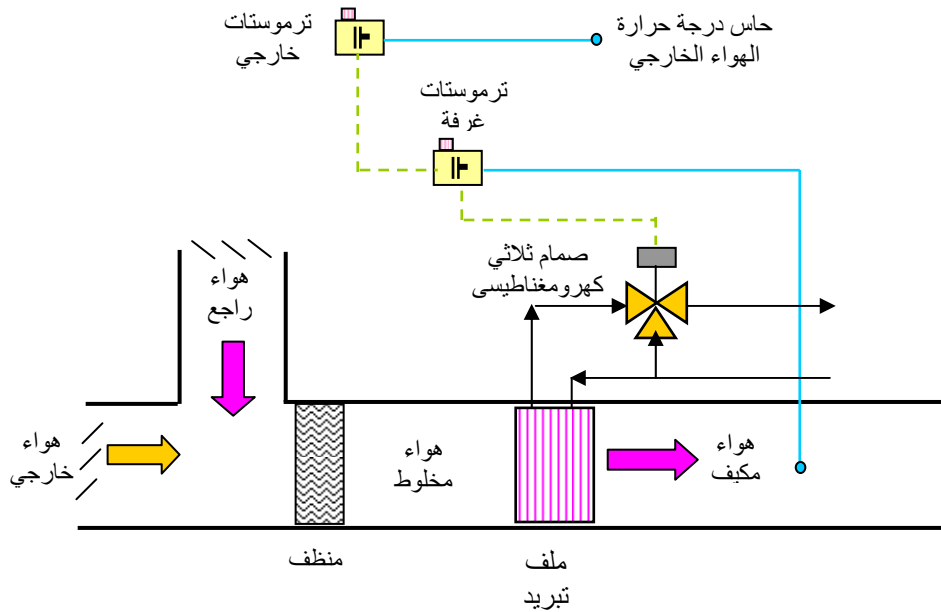 ترموستات
خارجي
حاس درجة حرارة
الهواء الخارجي
ترموستات
غرفة
صمام ثلاثي
كهرومغناطيسى
هواء
راجع
هواء
خارجي
هواء
مخلوط
هواء
مكيف
منظف
ملف
تبريد